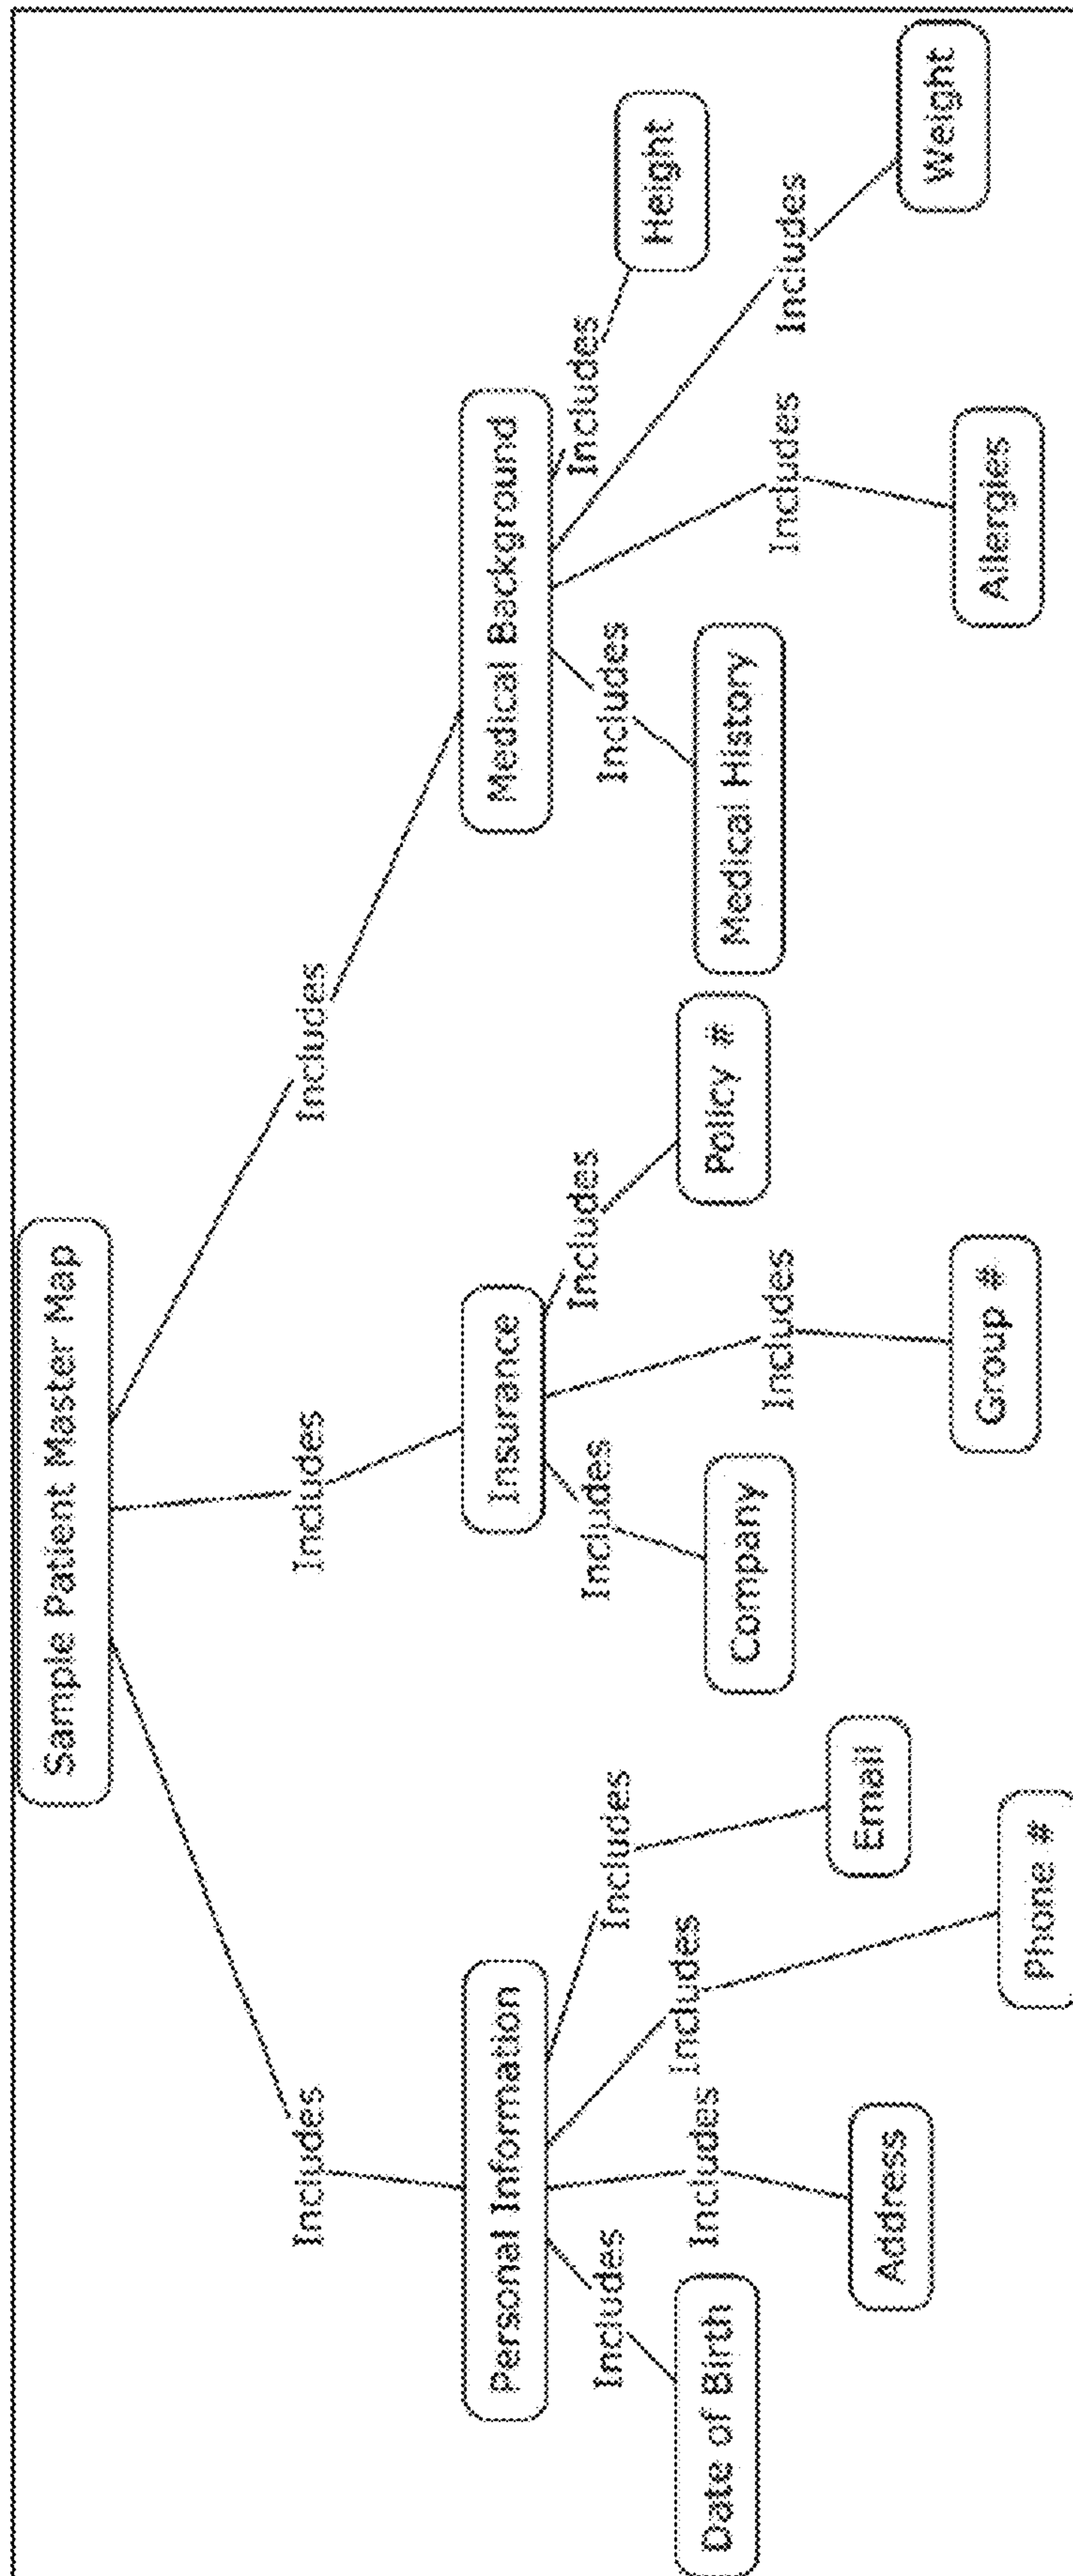 Sample Patient Master Map
Includes
Includes
Includes
Personal Information
Insurance
Medical Background
Includes
Includes
Includes
Includes
Date of Birth
Address
Phone #
Email
Includes
Includes
Includes
Company
Group #
Policy #
Includes
Includes
Includes
Includes
Medical History
Allergies
Weight
Height